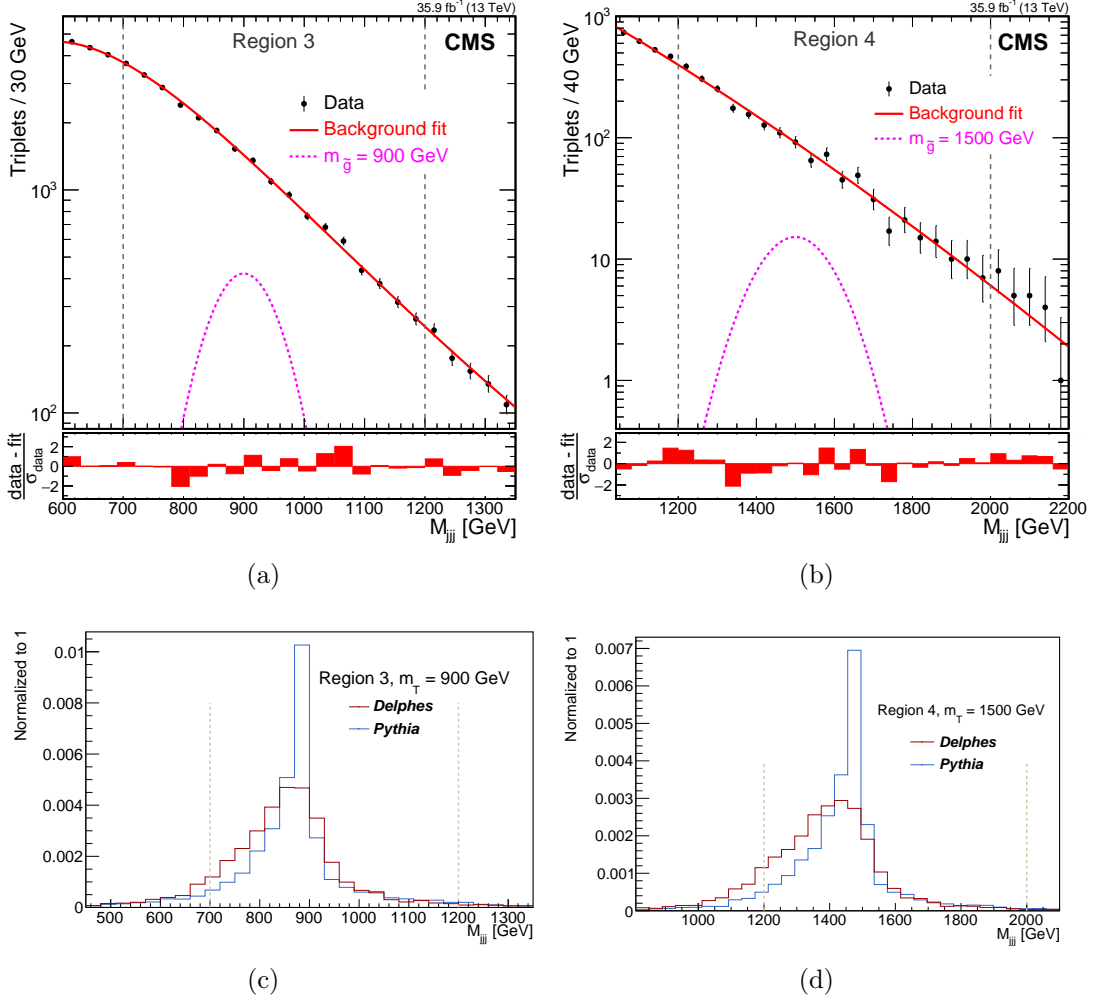 35.9 fb⁻¹ (13 TeV)
Region 3
CMS
Triplets / 30 GeV
Data
Background fit
m_g̃ = 900 GeV
10³
10²
data - fit
σ_data
2
0
−2
600 700 800 900 1000 1100 1200 1300
M_jjj [GeV]
(a)
35.9 fb⁻¹ (13 TeV)
Region 4
CMS
Triplets / 40 GeV
Data
Background fit
m_g̃ = 1500 GeV
10³
10²
10
1
data - fit
σ_data
2
0
−2
1200 1400 1600 1800 2000 2200
M_jjj [GeV]
(b)
Normalized to 1
Region 3, m_T = 900 GeV
Delphes
Pythia
0.01
0.008
0.006
0.004
0.002
0
500 600 700 800 900 1000 1100 1200 1300
M_jjj [GeV]
(c)
Normalized to 1
Region 4, m_T = 1500 GeV
Delphes
Pythia
0.007
0.006
0.005
0.004
0.003
0.002
0.001
0
1000 1200 1400 1600 1800 2000
M_jjj [GeV]
(d)